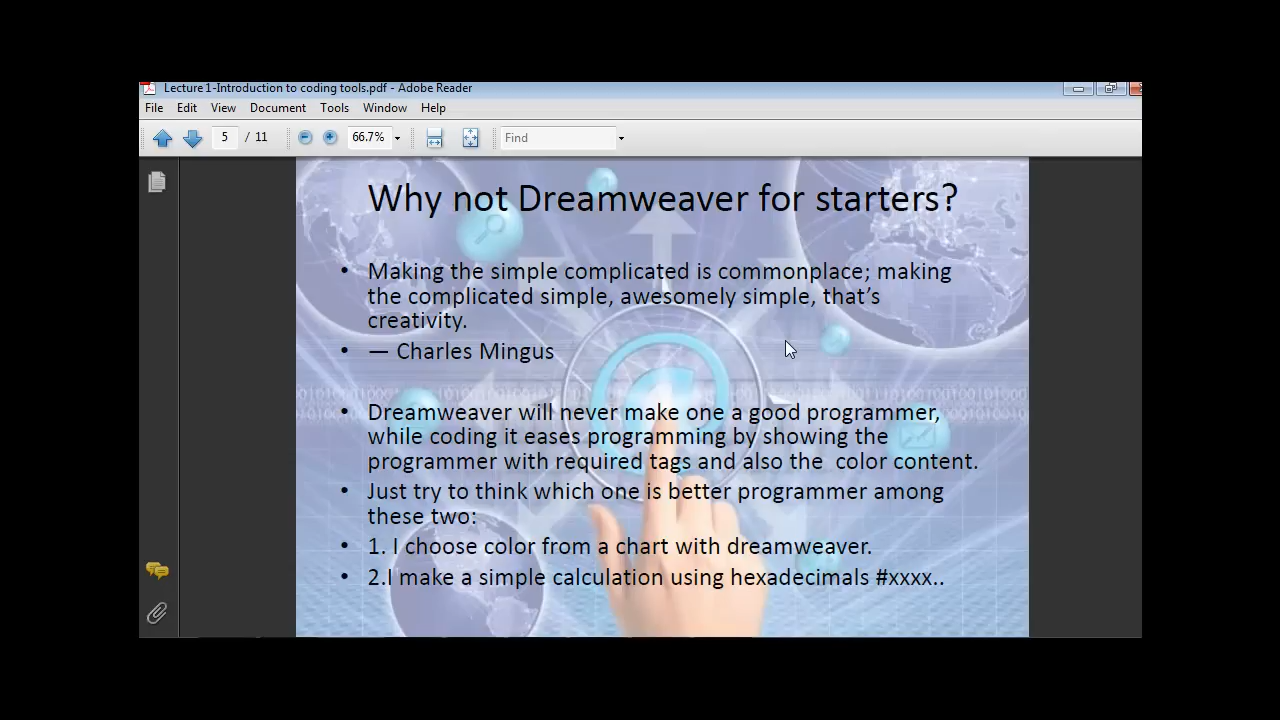 Lecture 1-Introduction to coding tools.pdf - Adobe Reader
File Edit View Document Tools Window Help
5 / 11 66.7% Find
Why not Dreamweaver for starters?
• Making the simple complicated is commonplace; making
the complicated simple, awesomely simple, that’s
creativity.
• — Charles Mingus
• Dreamweaver will never make one a good programmer,
while coding it eases programming by showing the
programmer with required tags and also the color content.
• Just try to think which one is better programmer among
these two:
• 1. I choose color from a chart with dreamweaver.
• 2.I make a simple calculation using hexadecimals #xxxx..